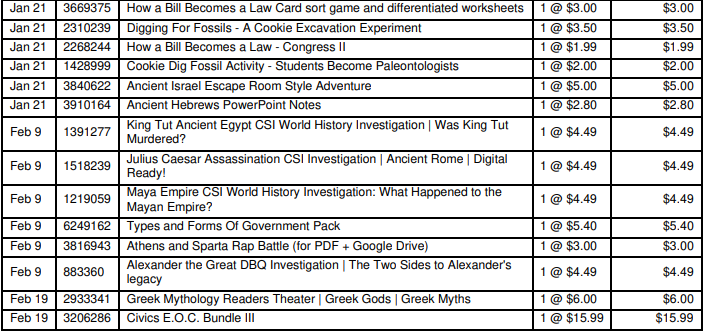 Jan 21 3669375 How a Bill Becomes a Law Card sort game and differentiated worksheets 1 @ $3.00 $3.00
Jan 21 2310239 Digging For Fossils - A Cookie Excavation Experiment 1 @ $3.50 $3.50
Jan 21 2268244 How a Bill Becomes a Law - Congress II 1 @ $1.99 $1.99
Jan 21 1428999 Cookie Dig Fossil Activity - Students Become Paleontologists 1 @ $2.00 $2.00
Jan 21 3840622 Ancient Israel Escape Room Style Adventure 1 @ $5.00 $5.00
Jan 21 3910164 Ancient Hebrews PowerPoint Notes 1 @ $2.80 $2.80
Feb 9 1391277 King Tut Ancient Egypt CSI World History Investigation | Was King Tut
Murdered? 1 @ $4.49 $4.49
Feb 9 1518239 Julius Caesar Assassination CSI Investigation | Ancient Rome | Digital
Ready! 1 @ $4.49 $4.49
Feb 9 1219059 Maya Empire CSI World History Investigation: What Happened to the
Mayan Empire? 1 @ $4.49 $4.49
Feb 9 6249162 Types and Forms Of Government Pack 1 @ $5.40 $5.40
Feb 9 3816943 Athens and Sparta Rap Battle (for PDF + Google Drive) 1 @ $3.00 $3.00
Feb 9 883360 Alexander the Great DBQ Investigation | The Two Sides to Alexander's
legacy 1 @ $4.49 $4.49
Feb 19 2933341 Greek Mythology Readers Theater | Greek Gods | Greek Myths 1 @ $6.00 $6.00
Feb 19 3206286 Civics E.O.C. Bundle III 1 @ $15.99 $15.99